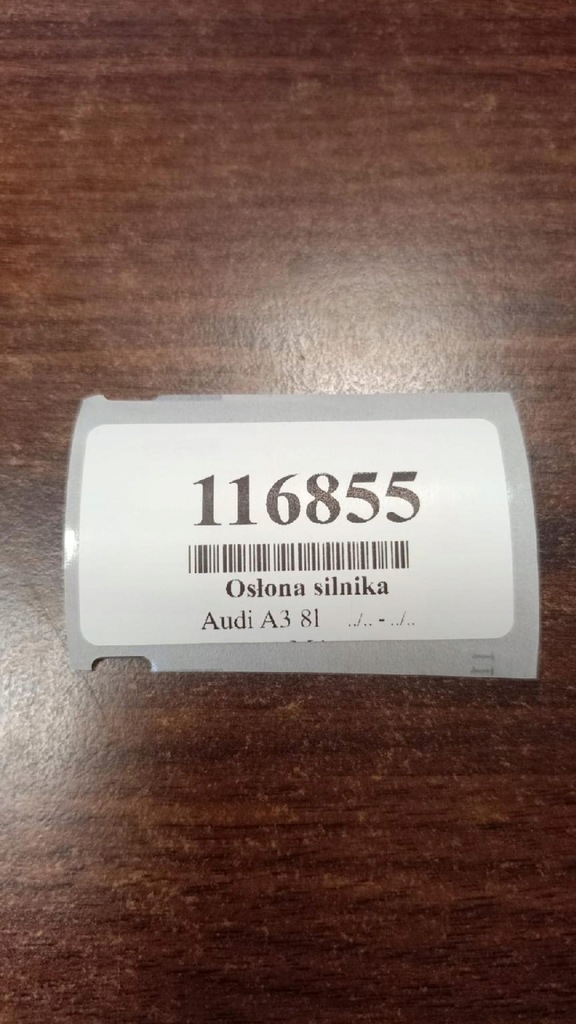 116855
Osłona silnika
Audi A3 8l ../.. - ../..